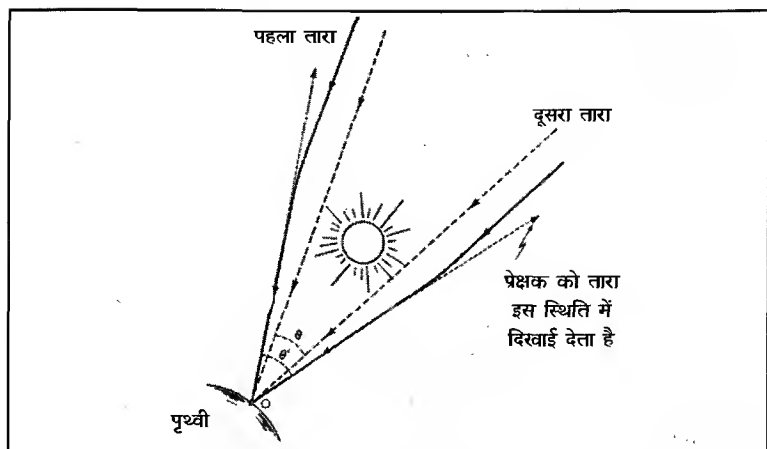 पहला तारा
दूसरा तारा
प्रेक्षक को तारा
इस स्थिति में
दिखाई देता है
θ
θ'
O
पृथ्वी